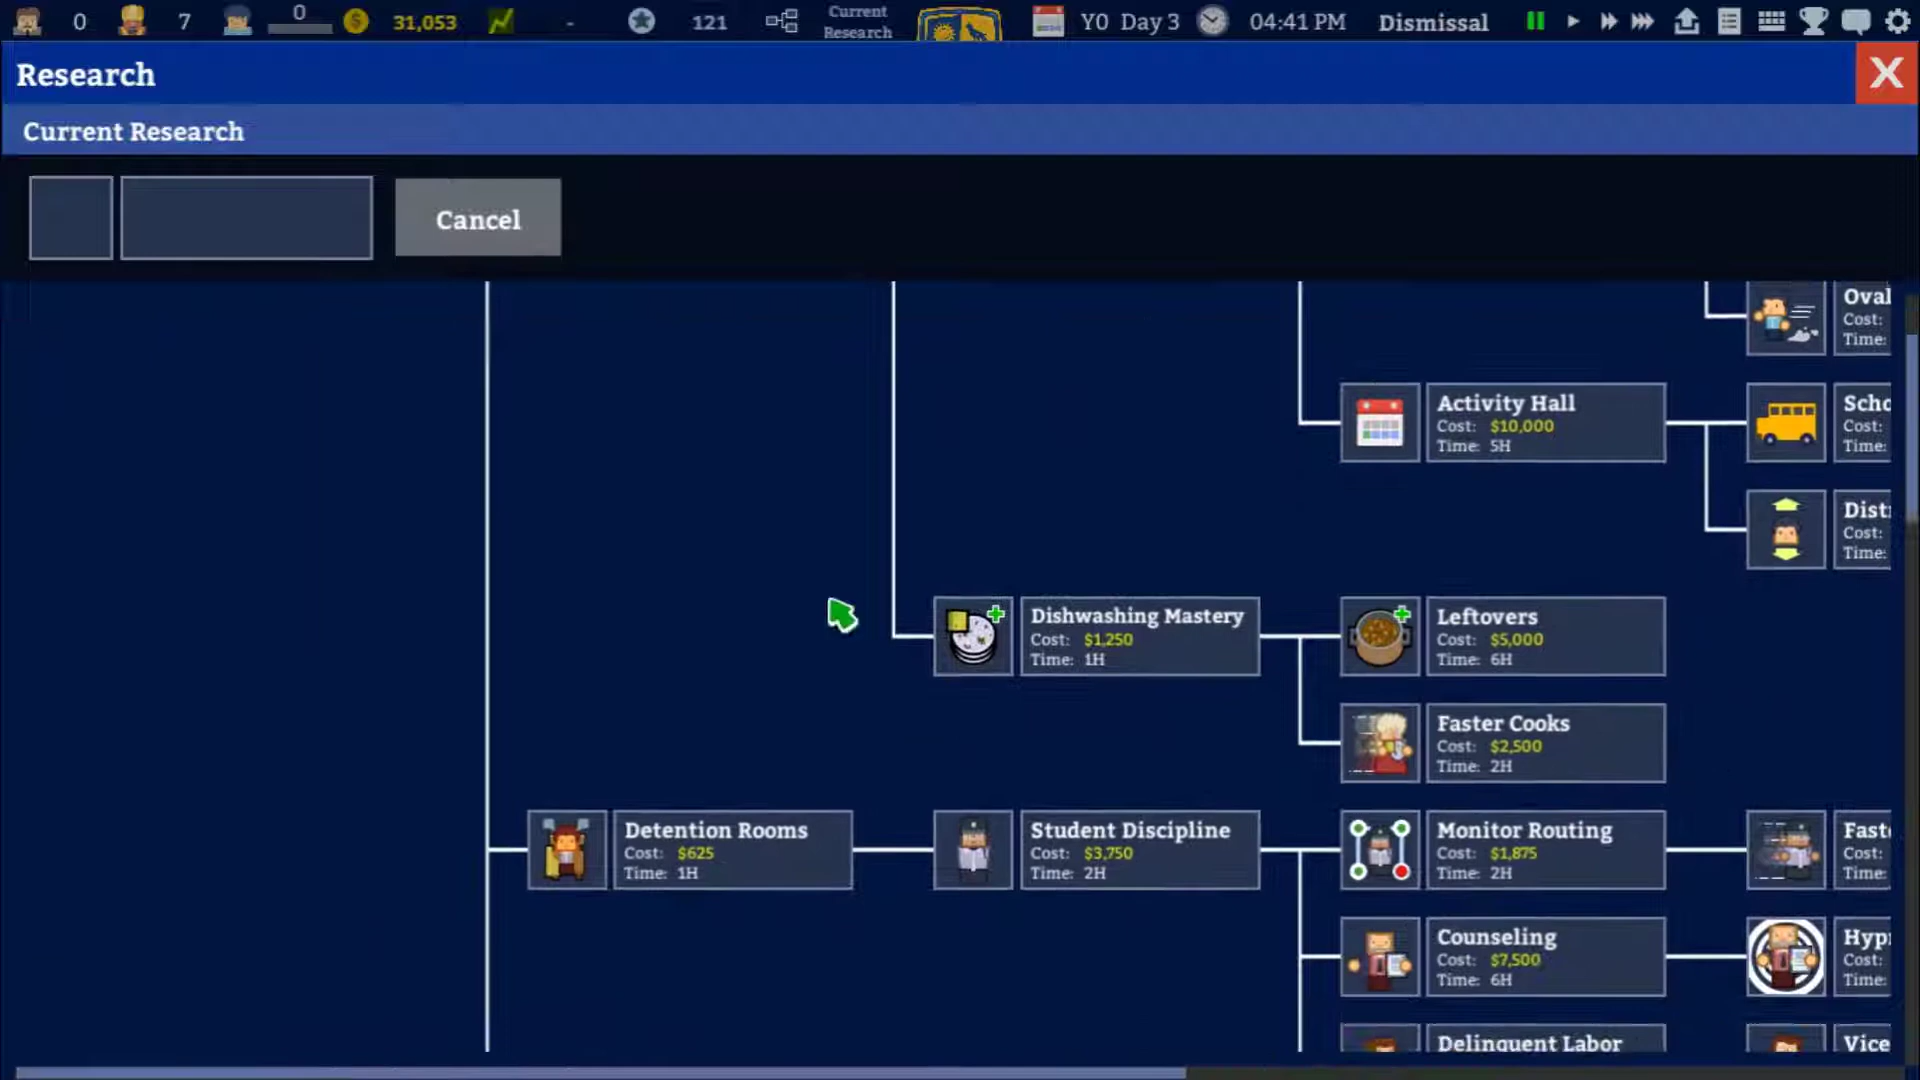 0 7 0 31,053 - 121 Current Research Y0 Day 3 04:41 PM Dismissal
Research X
Current Research
Cancel
Oval
Cost:
Time:
Activity Hall
Cost: $10,000
Time: 5H
Scho
Cost:
Time:
Dist
Cost:
Time:
Dishwashing Mastery
Cost: $1,250
Time: 1H
Leftovers
Cost: $5,000
Time: 6H
Faster Cooks
Cost: $2,500
Time: 2H
Detention Rooms
Cost: $625
Time: 1H
Student Discipline
Cost: $3,750
Time: 2H
Monitor Routing
Cost: $1,875
Time: 2H
Fast
Cost:
Time:
Counseling
Cost: $7,500
Time: 6H
Hyp
Cost:
Time:
Delinquent Labor
Vice